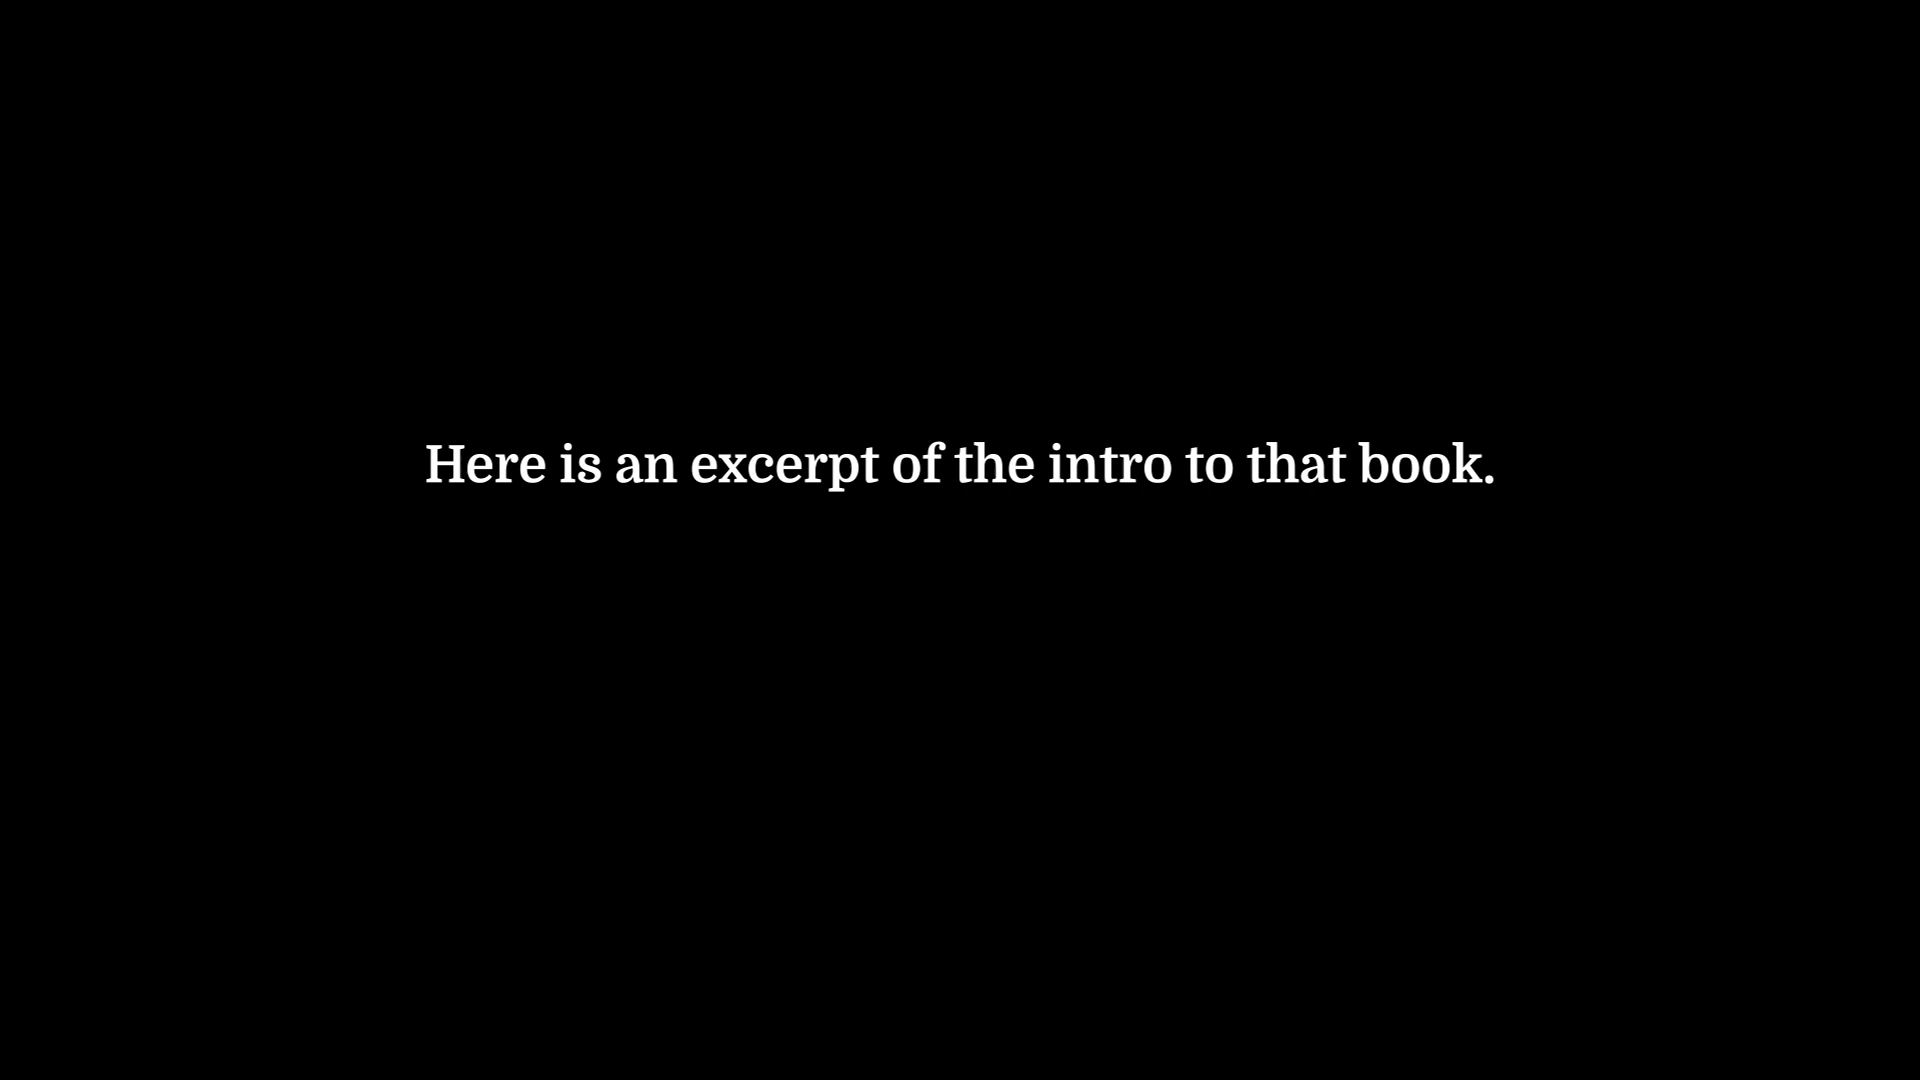 Here is an excerpt of the intro to that book.